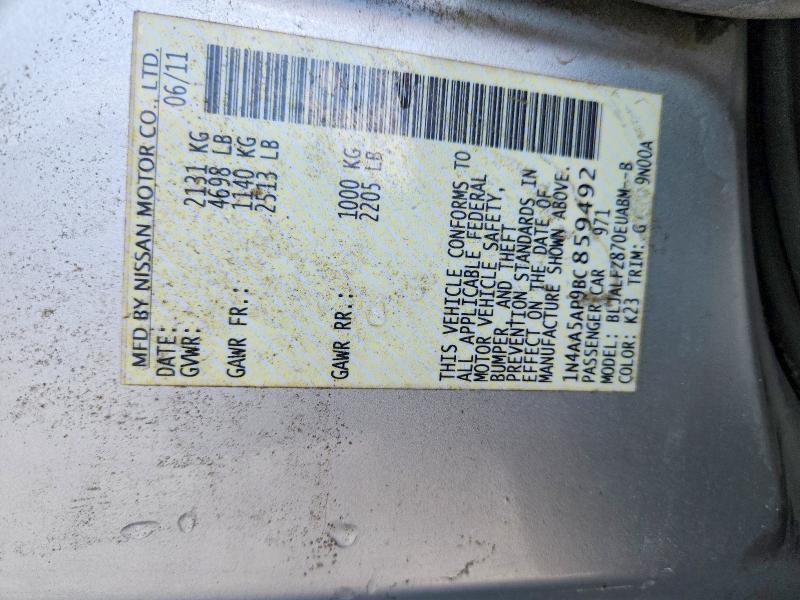 MFD BY NISSAN MOTOR CO., LTD.
DATE: 06/11
GVWR: 2131 KG
4698 LB
GAWR FR.: 1140 KG
2513 LB
GAWR RR.: 1000 KG
2205 LB
THIS VEHICLE CONFORMS TO
ALL APPLICABLE FEDERAL
MOTOR VEHICLE SAFETY,
BUMPER, AND THEFT
PREVENTION STANDARDS IN
EFFECT ON THE DATE OF
MANUFACTURE SHOWN ABOVE.
1N4AA5AP9BC859492
PASSENGER CAR 971
MODEL: BLJALFZ870EUABM--B
COLOR: K23 TRIM: G 9N00A